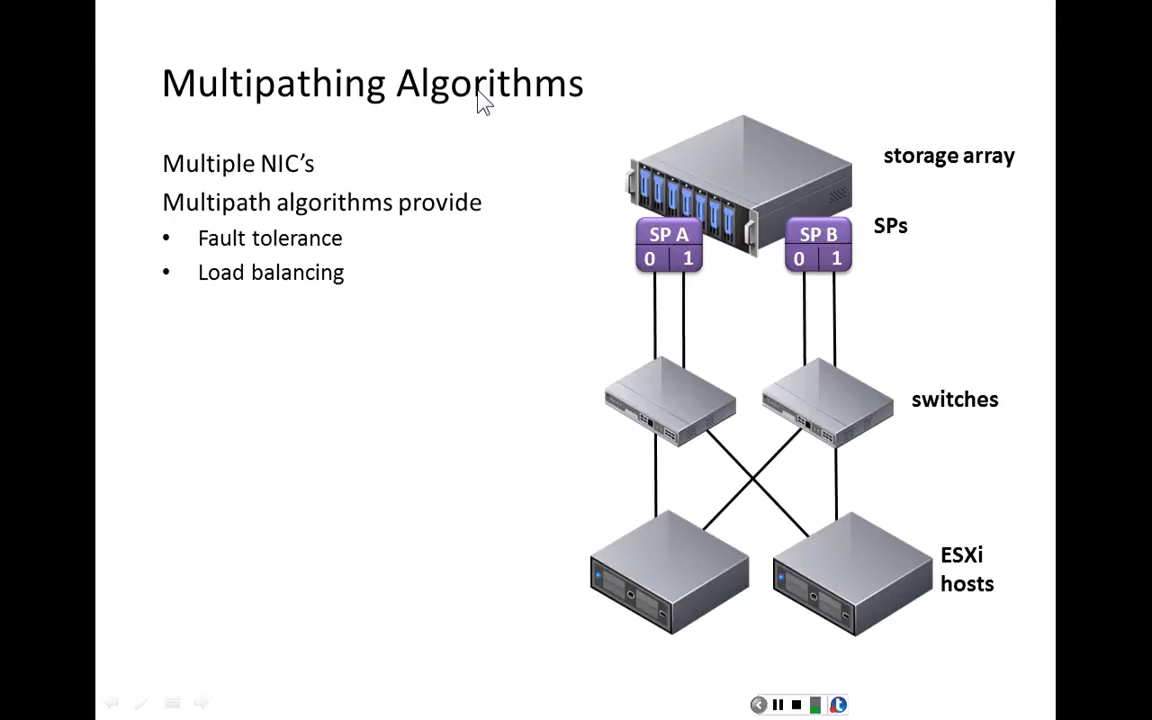 Multipathing Algorithms
Multiple NIC's
Multipath algorithms provide
• Fault tolerance
• Load balancing
storage array
SPs
SP A
0 1
SP B
0 1
switches
ESXi
hosts